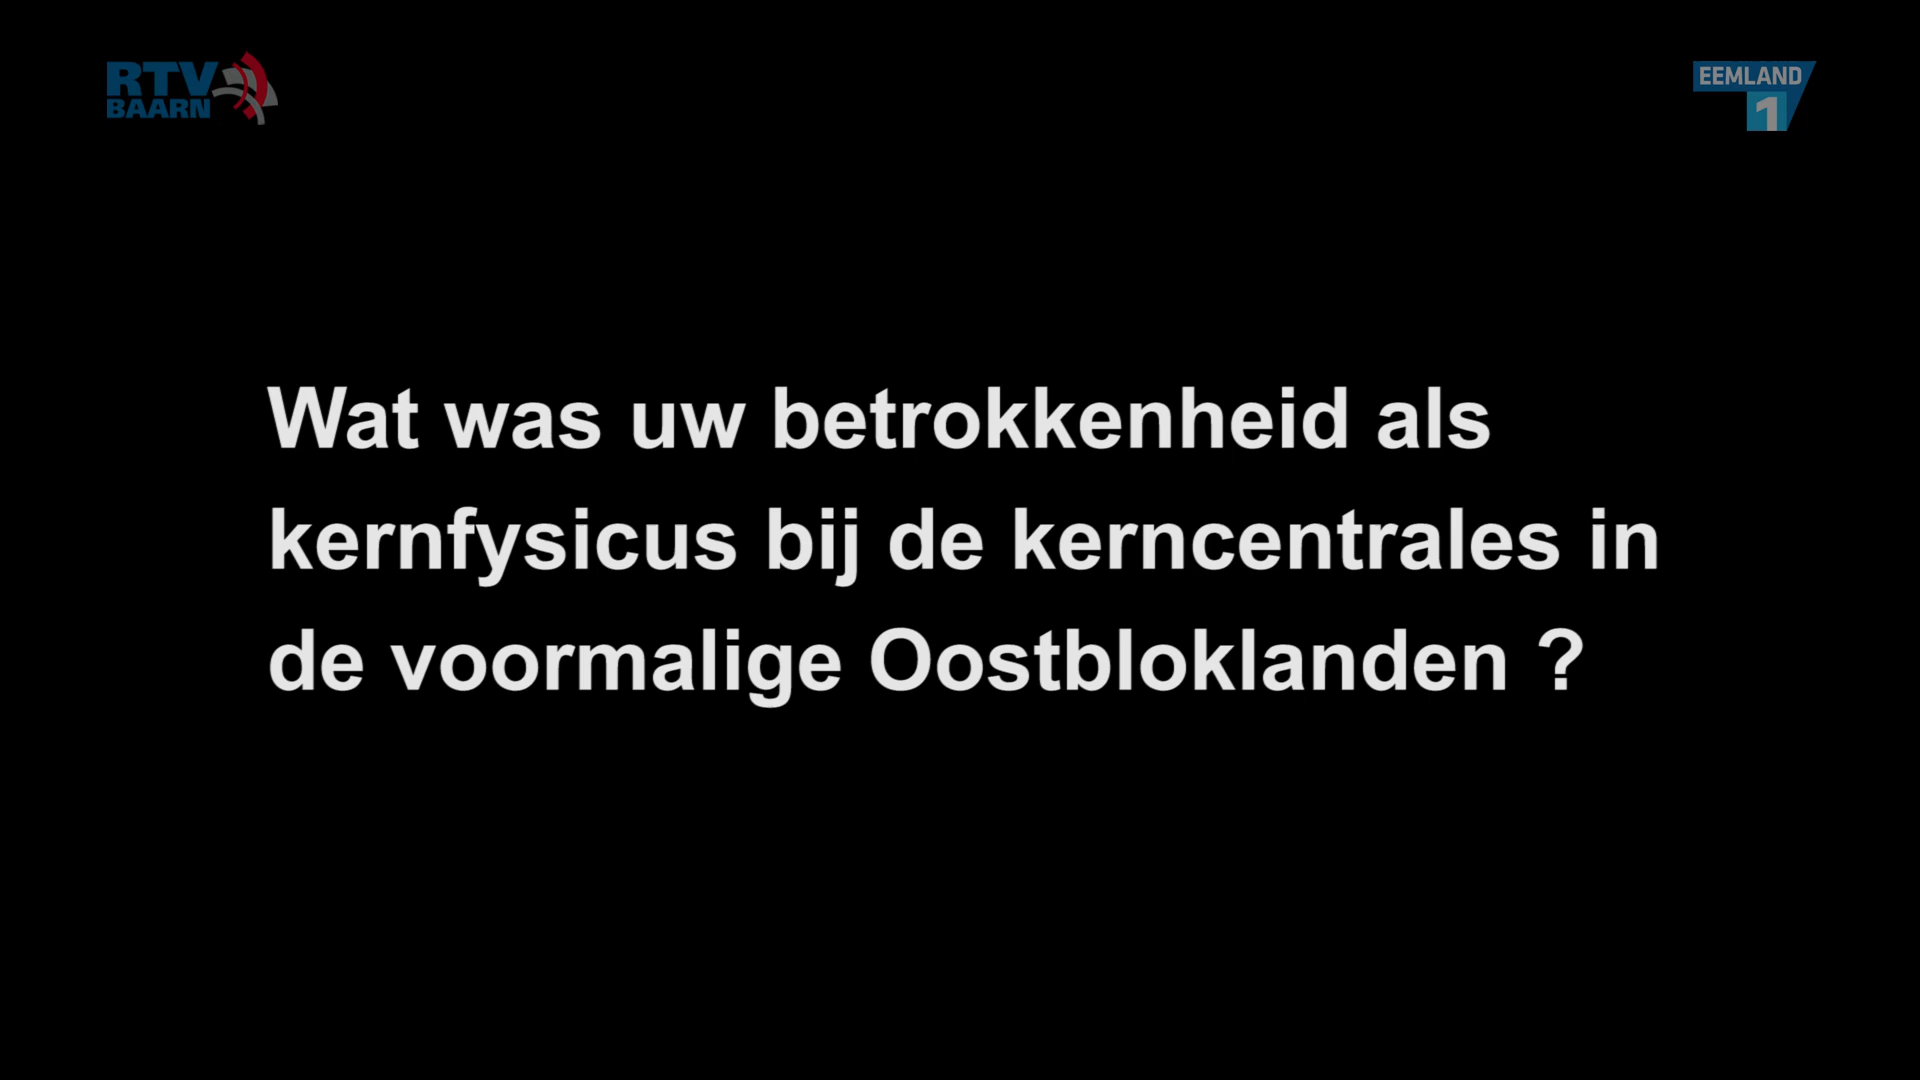 RTV
BAARN
EEMLAND
1
Wat was uw betrokkenheid als
kernfysicus bij de kerncentrales in
de voormalige Oostbloklanden ?